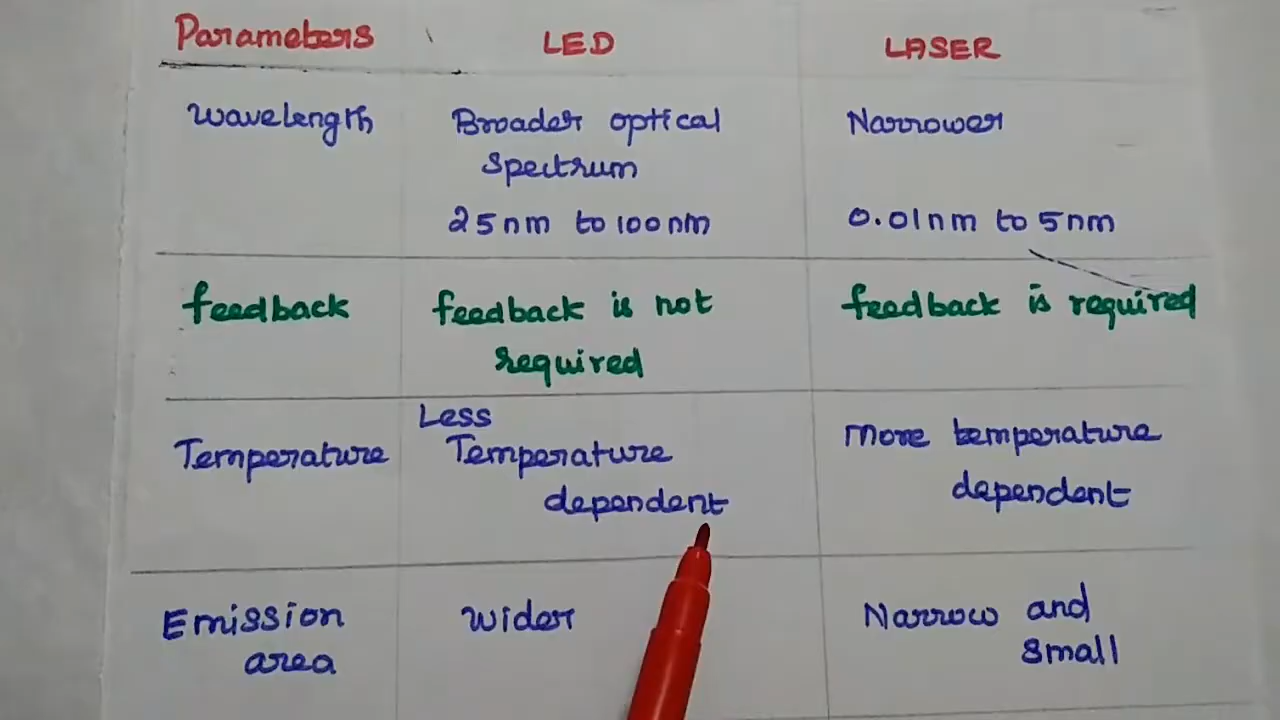 Parameters LED LASER
Wavelength Broader optical Narrower
Spectrum
25nm to 100nm 0.01nm to 5nm
feedback feedback is not feedback is required
required
Less
Temperature Temperature More temperature
dependent dependent
Emission wider Narrow and
area small